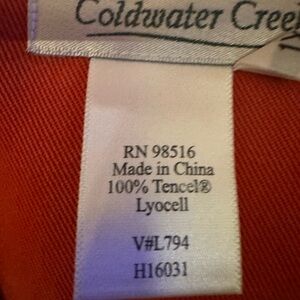 Coldwater Creek
RN 98516
Made in China
100% Tencel®
Lyocell
V#L794
H16031